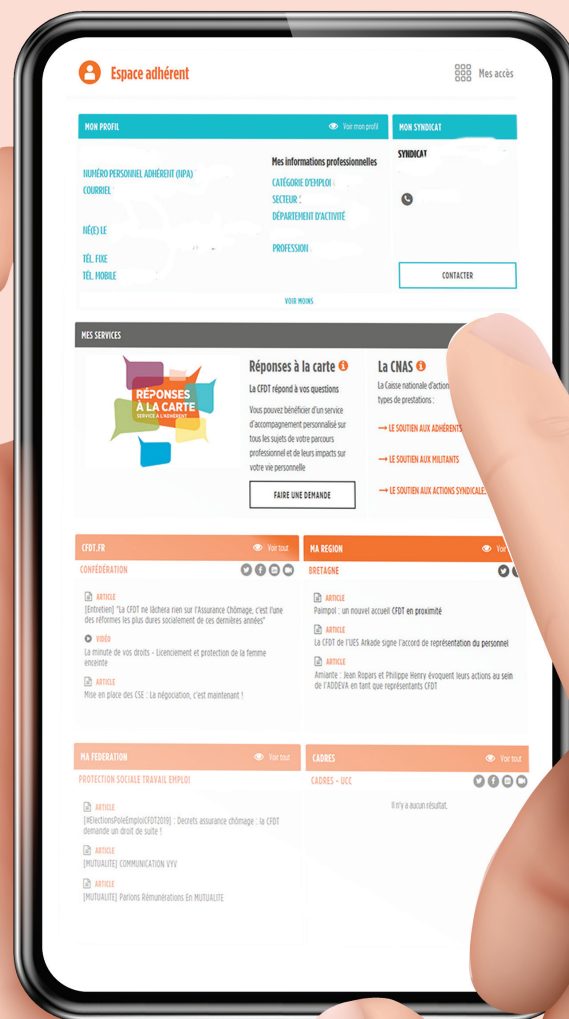 Espace adhérent
Mes accès
MON PROFIL
Voir mon profil
NUMÉRO PERSONNEL ADHÉRENT (NPA)
COURRIEL
NÉ(E) LE
TÉL. FIXE
TÉL. MOBILE
Mes informations professionnelles
CATÉGORIE D'EMPLOI :
SECTEUR :
DÉPARTEMENT D'ACTIVITÉ
PROFESSION
VOIR MOINS
MON SYNDICAT
SYNDICAT
CONTACTER
MES SERVICES
RÉPONSES
À LA CARTE
SERVICE À L'ADHÉRENT
Réponses à la carte
La CFDT répond à vos questions
Vous pouvez bénéficier d'un service
d'accompagnement personnalisé sur
tous les sujets de votre parcours
professionnel et de leurs impacts sur
votre vie personnelle
FAIRE UNE DEMANDE
La CNAS
La Caisse nationale d'action
types de prestations :
→ LE SOUTIEN AUX ADHÉRENTS
→ LE SOUTIEN AUX MILITANTS
→ LE SOUTIEN AUX ACTIONS SYNDICALE
CFDT.FR
Voir tout
CONFÉDÉRATION
ARTICLE
[Entretien] "La CFDT ne lâchera rien sur l'Assurance Chômage, c'est l'une
des réformes les plus dures socialement de ces dernières années"
VIDÉO
La minute de vos droits - Licenciement et protection de la femme
enceinte
ARTICLE
Mise en place des CSE : La négociation, c'est maintenant !
MA REGION
Voir
BRETAGNE
ARTICLE
Paimpol : un nouvel accueil CFDT en proximité
ARTICLE
La CFDT de l'UES Arkade signe l'accord de représentation du personnel
ARTICLE
Amiante : Jean Ropars et Philippe Henry évoquent leurs actions au sein
de l'ADDEVA en tant que représentants CFDT
MA FEDERATION
Voir tout
PROTECTION SOCIALE TRAVAIL EMPLOI
ARTICLE
[#ElectionsPoleEmploiCFDT2019] : Decrets assurance chômage : la CFDT
demande un droit de suite !
ARTICLE
[MUTUALITE] COMMUNICATION VYV
ARTICLE
[MUTUALITE] Parlons Rémunérations En MUTUALITE
CADRES
Voir tout
CADRES - UCC
Il n'y a aucun résultat.